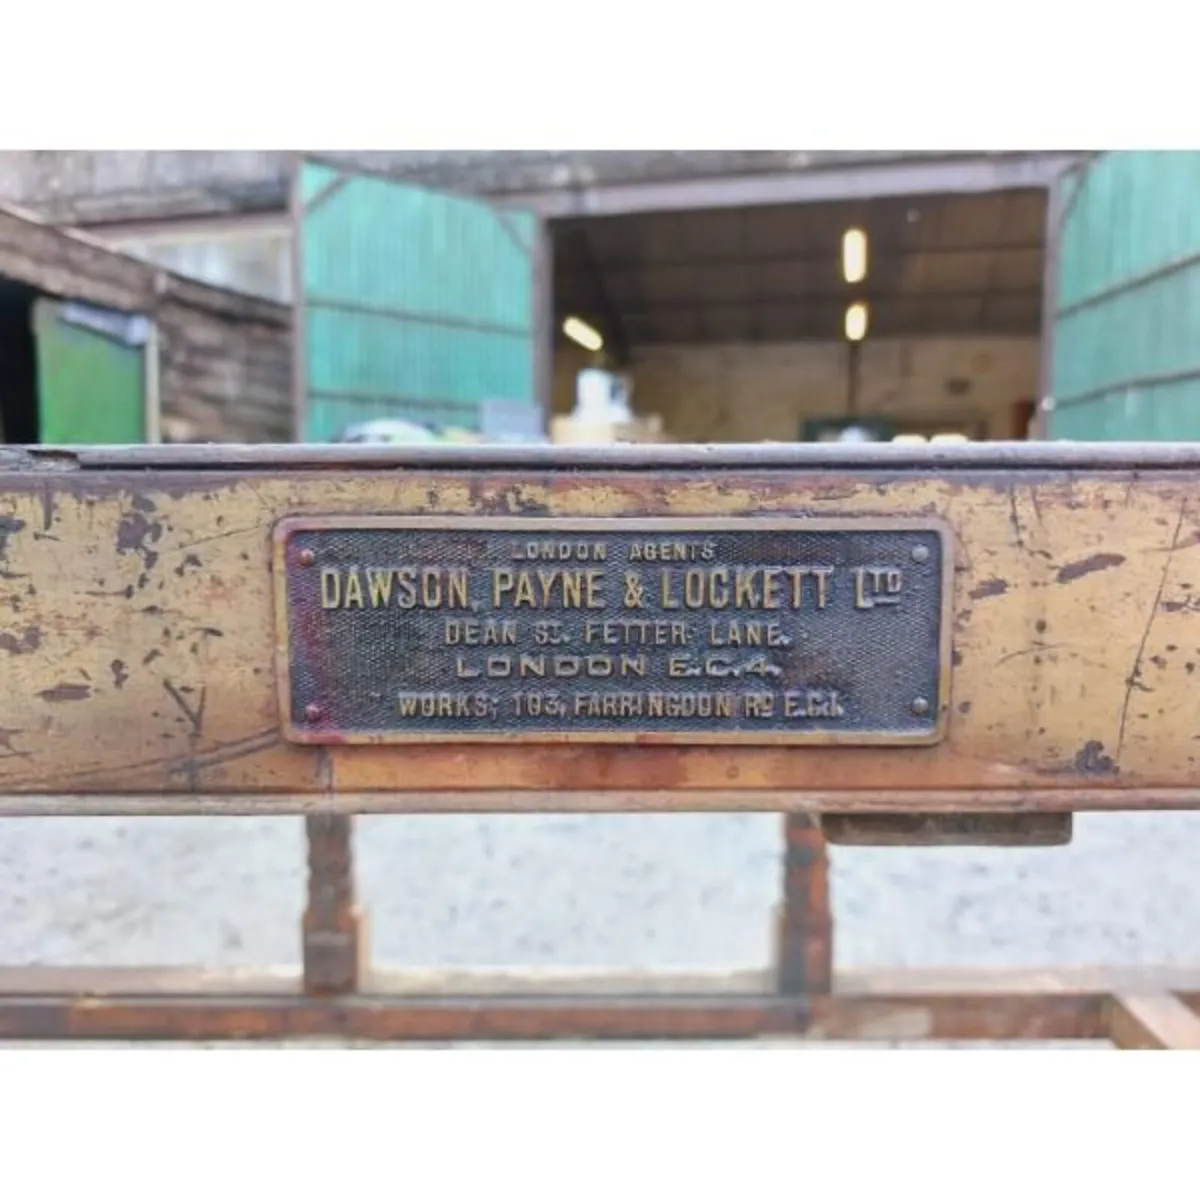 LONDON AGENTS
DAWSON, PAYNE & LOCKETT LTD
DEAN ST. FETTER LANE.
LONDON E.C.4.
WORKS; 103, FARRINGDON RD E.C.1.